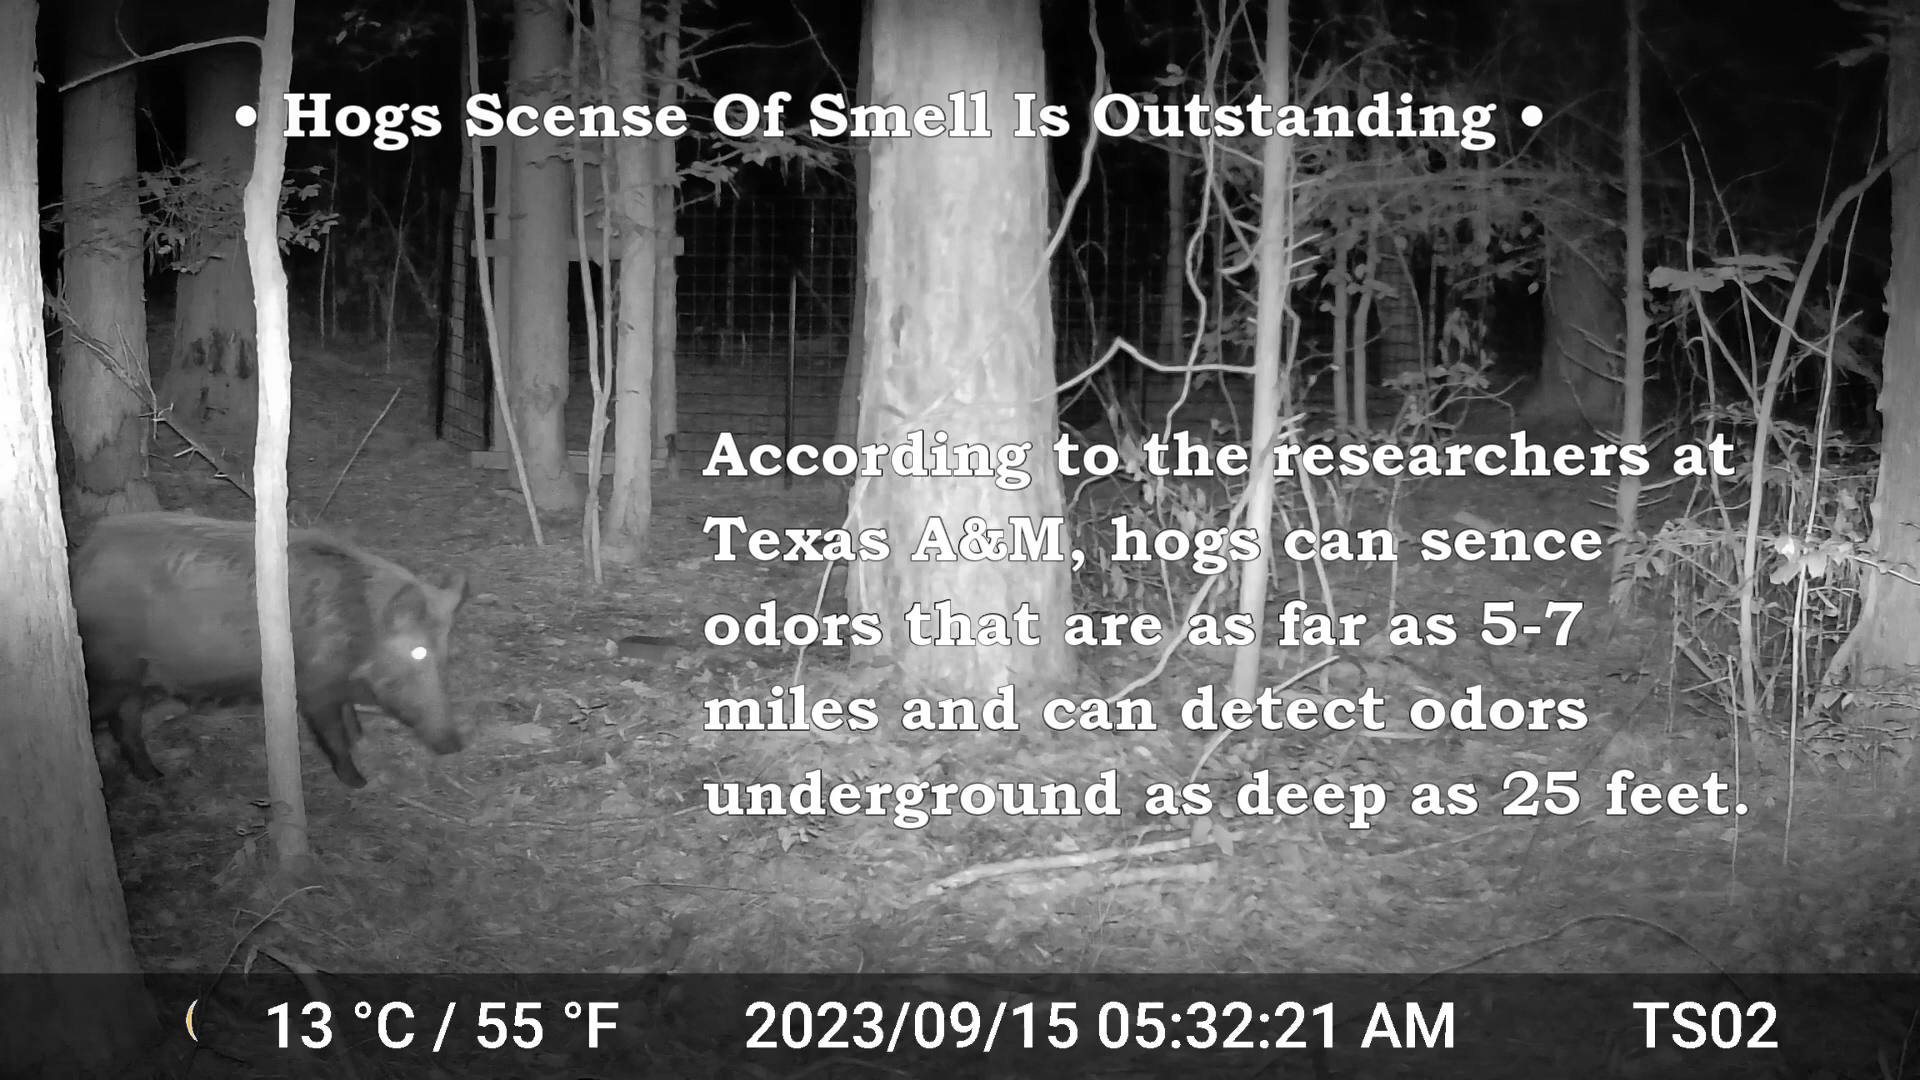 • Hogs Scense Of Smell Is Outstanding •
According to the researchers at
Texas A&M, hogs can sence
odors that are as far as 5-7
miles and can detect odors
underground as deep as 25 feet.
13 °C / 55 °F 2023/09/15 05:32:21 AM TS02